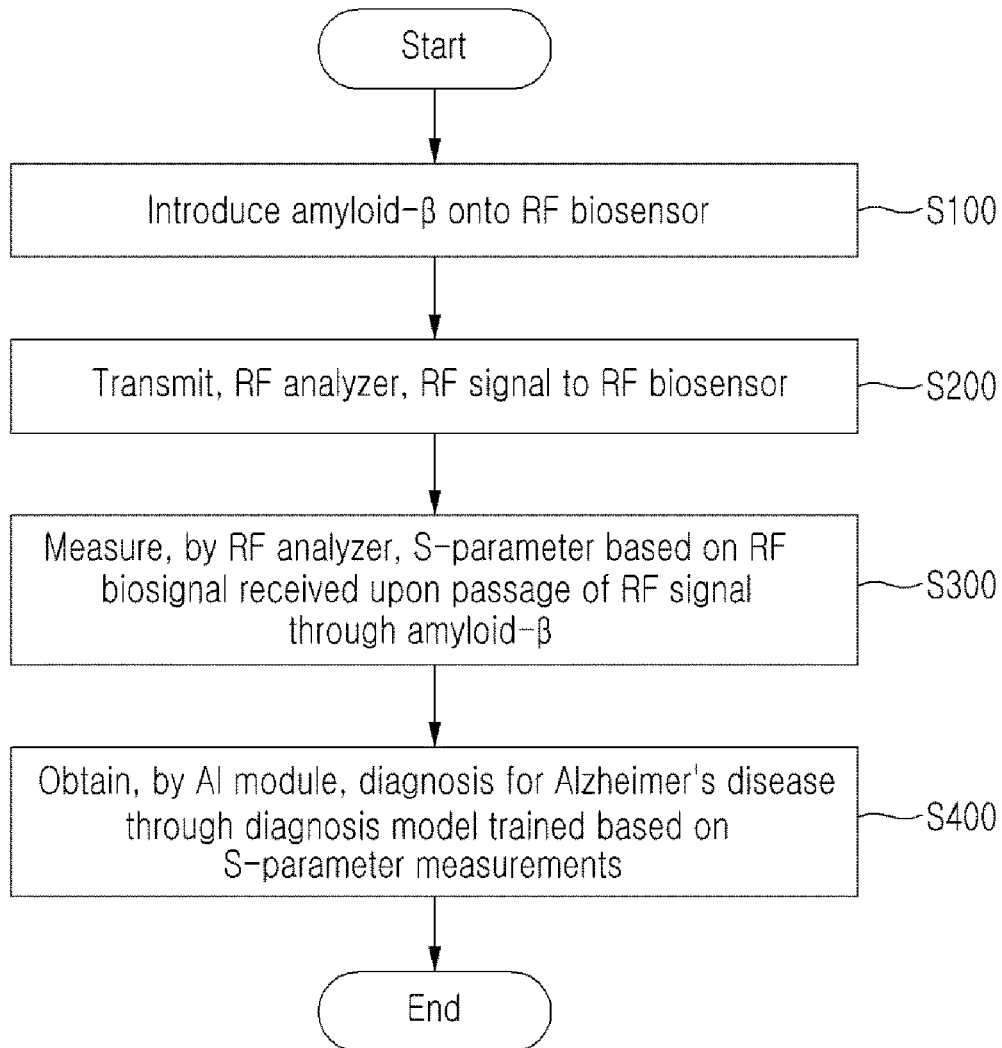 Start
Introduce amyloid-β onto RF biosensor
S100
Transmit, RF analyzer, RF signal to RF biosensor
S200
Measure, by RF analyzer, S-parameter based on RF
biosignal received upon passage of RF signal
through amyloid-β
S300
Obtain, by AI module, diagnosis for Alzheimer's disease
through diagnosis model trained based on
S-parameter measurements
S400
End